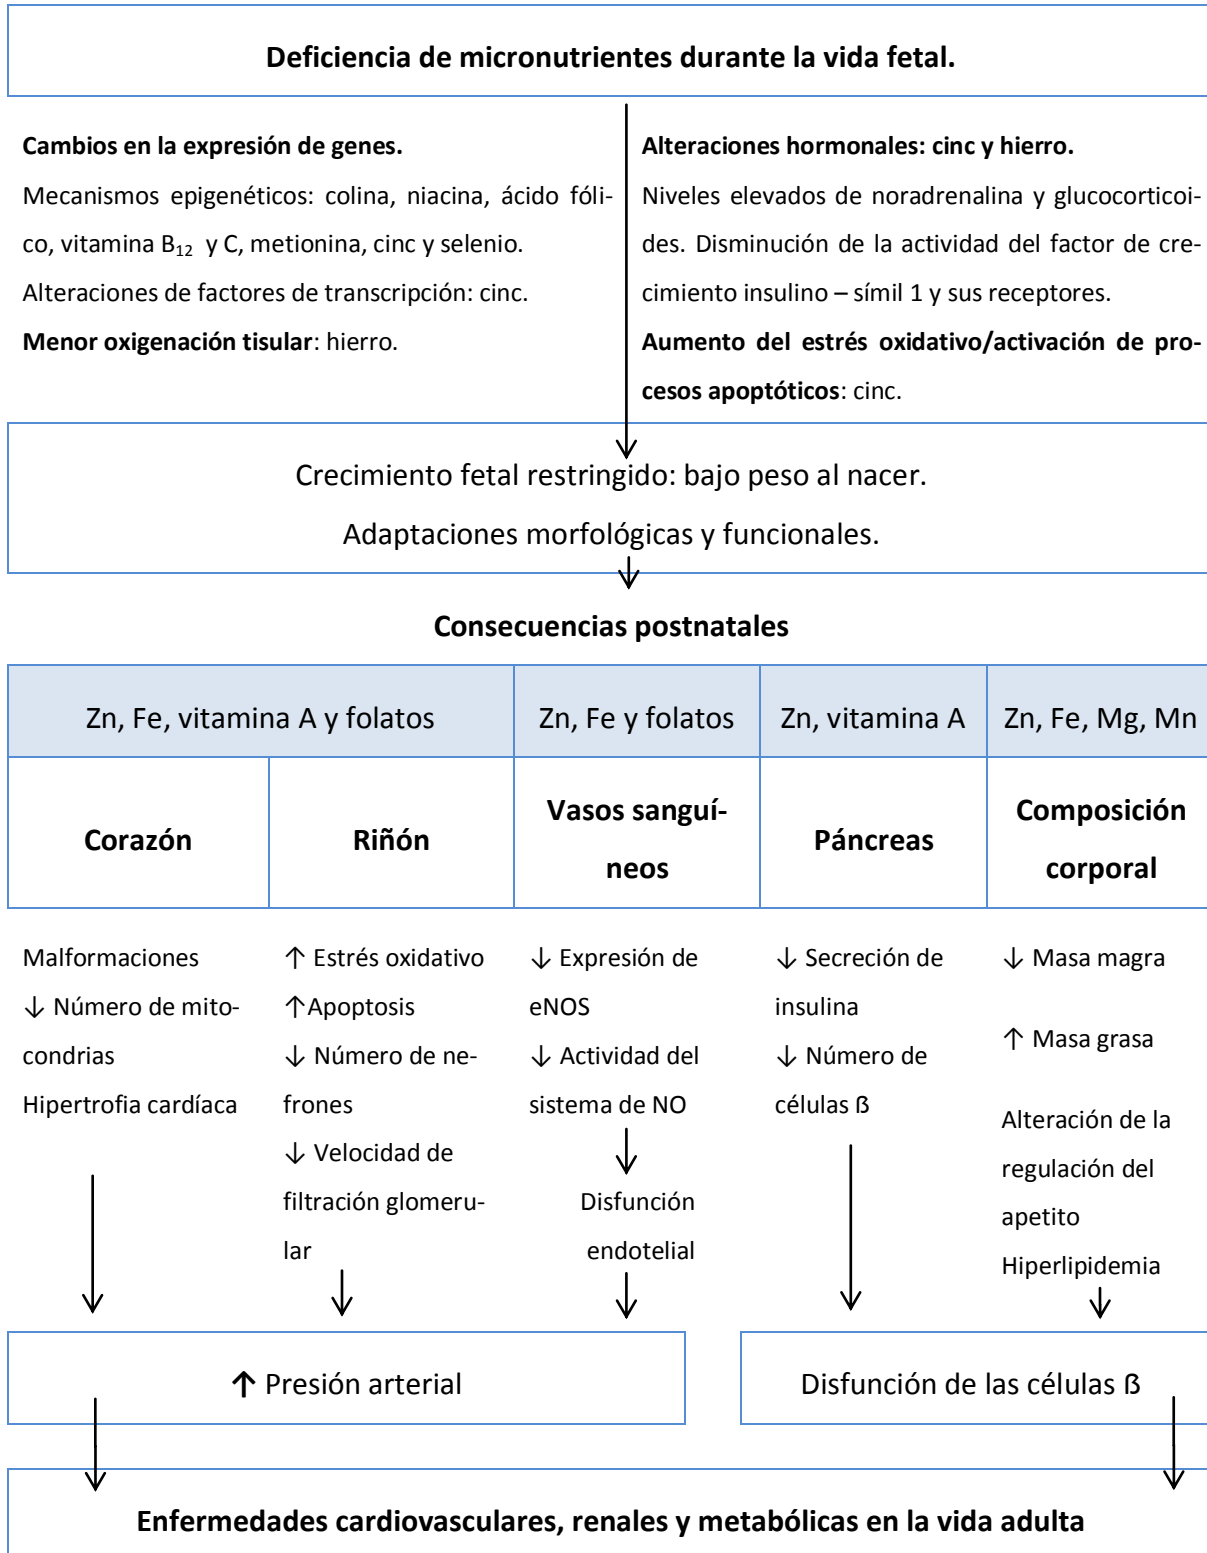 Deficiencia de micronutrientes durante la vida fetal.
Cambios en la expresión de genes.
Mecanismos epigenéticos: colina, niacina, ácido fóli-
co, vitamina B₁₂ y C, metionina, cinc y selenio.
Alteraciones de factores de transcripción: cinc.
Menor oxigenación tisular: hierro.
Alteraciones hormonales: cinc y hierro.
Niveles elevados de noradrenalina y glucocorticoi-
des. Disminución de la actividad del factor de cre-
cimiento insulino – símil 1 y sus receptores.
Aumento del estrés oxidativo/activación de pro-
cesos apoptóticos: cinc.
Crecimiento fetal restringido: bajo peso al nacer.
Adaptaciones morfológicas y funcionales.
Consecuencias postnatales
Zn, Fe, vitamina A y folatos
Zn, Fe y folatos
Zn, vitamina A
Zn, Fe, Mg, Mn
Corazón
Riñón
Vasos sanguí-
neos
Páncreas
Composición
corporal
Malformaciones
↓ Número de mito-
condrias
Hipertrofia cardíaca
↑ Estrés oxidativo
↑Apoptosis
↓ Número de ne-
frones
↓ Velocidad de
filtración glomeru-
lar
↓ Expresión de
eNOS
↓ Actividad del
sistema de NO
Disfunción
endotelial
↓ Secreción de
insulina
↓ Número de
células ß
↓ Masa magra
↑ Masa grasa
Alteración de la
regulación del
apetito
Hiperlipidemia
↑ Presión arterial
Disfunción de las células ß
Enfermedades cardiovasculares, renales y metabólicas en la vida adulta